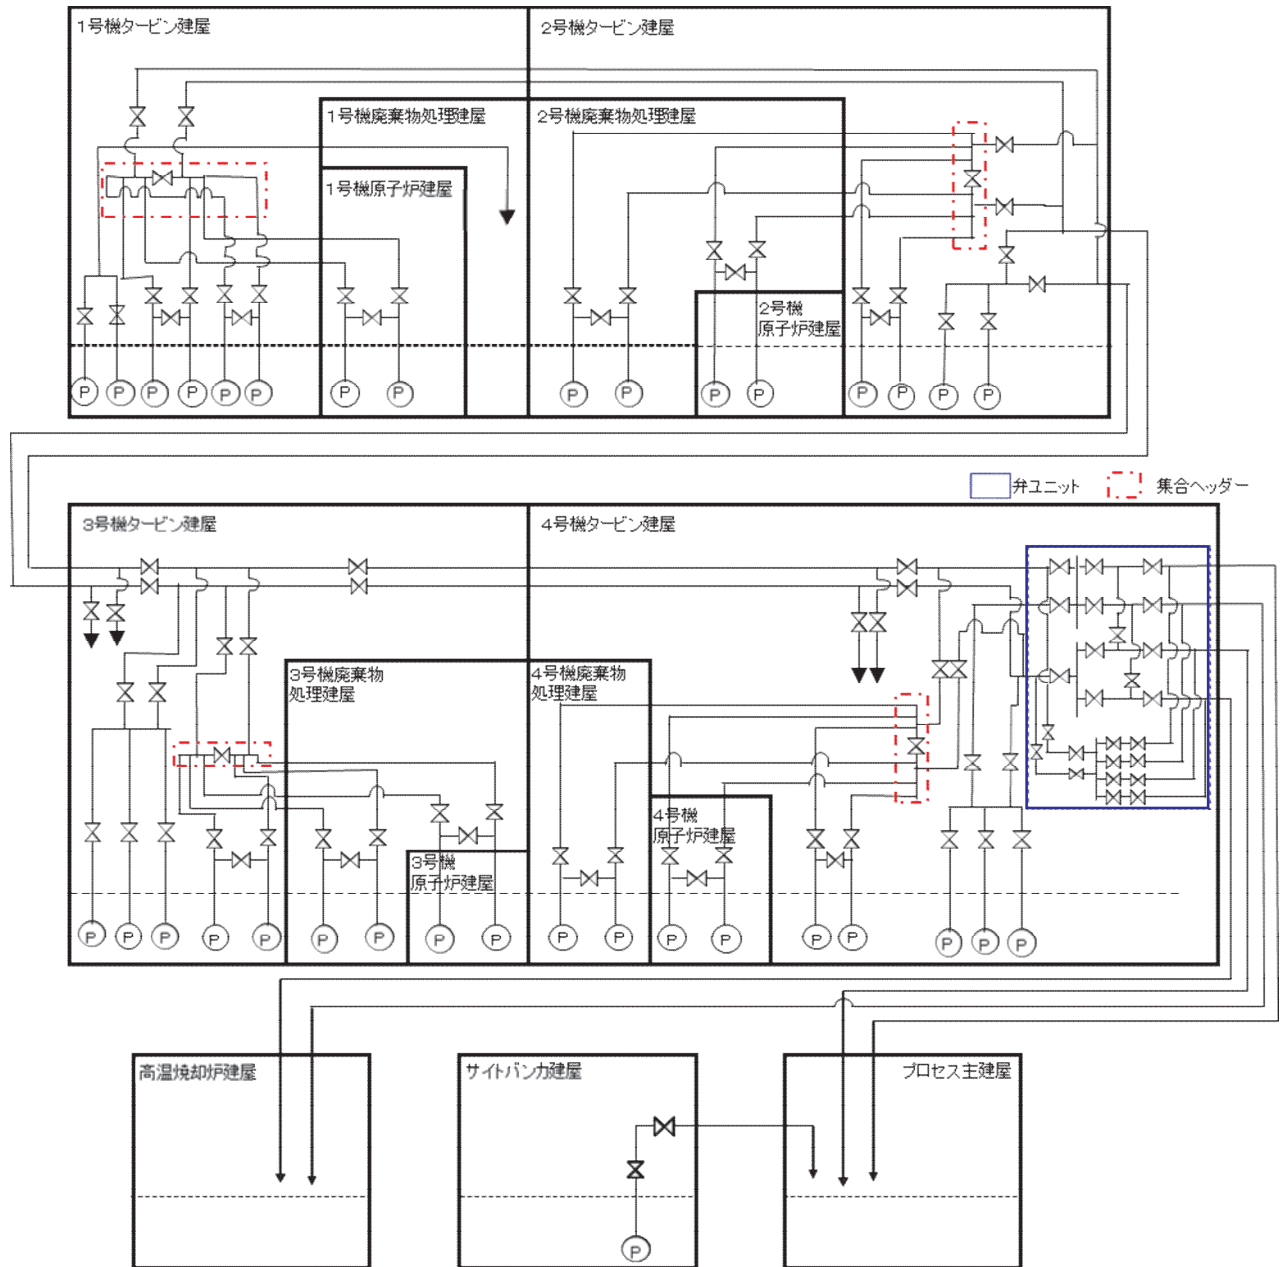 1号機タービン建屋
2号機タービン建屋
1号機廃棄物処理建屋
2号機廃棄物処理建屋
1号機原子炉建屋
2号機
原子炉建屋
P P P P P P P P P P P P P P P P
弁ユニット
集合ヘッダー
3号機タービン建屋
4号機タービン建屋
3号機廃棄物
処理建屋
4号機廃棄物
処理建屋
4号機
原子炉建屋
3号機
原子炉建屋
P P P P P P P P P P P P P P P P P P
高温焼却炉建屋
サイトバンカ建屋
プロセス主建屋
P